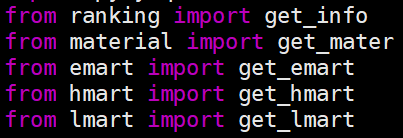 from ranking import get_info
from material import get_mater
from emart import get_emart
from hmart import get_hmart
from lmart import get_lmart